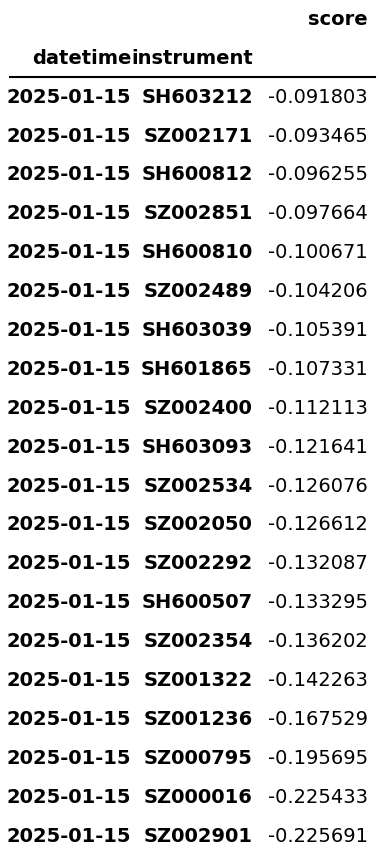 score
datetime instrument
2025-01-15 SH603212 -0.091803
2025-01-15 SZ002171 -0.093465
2025-01-15 SH600812 -0.096255
2025-01-15 SZ002851 -0.097664
2025-01-15 SH600810 -0.100671
2025-01-15 SZ002489 -0.104206
2025-01-15 SH603039 -0.105391
2025-01-15 SH601865 -0.107331
2025-01-15 SZ002400 -0.112113
2025-01-15 SH603093 -0.121641
2025-01-15 SZ002534 -0.126076
2025-01-15 SZ002050 -0.126612
2025-01-15 SZ002292 -0.132087
2025-01-15 SH600507 -0.133295
2025-01-15 SZ002354 -0.136202
2025-01-15 SZ001322 -0.142263
2025-01-15 SZ001236 -0.167529
2025-01-15 SZ000795 -0.195695
2025-01-15 SZ000016 -0.225433
2025-01-15 SZ002901 -0.225691